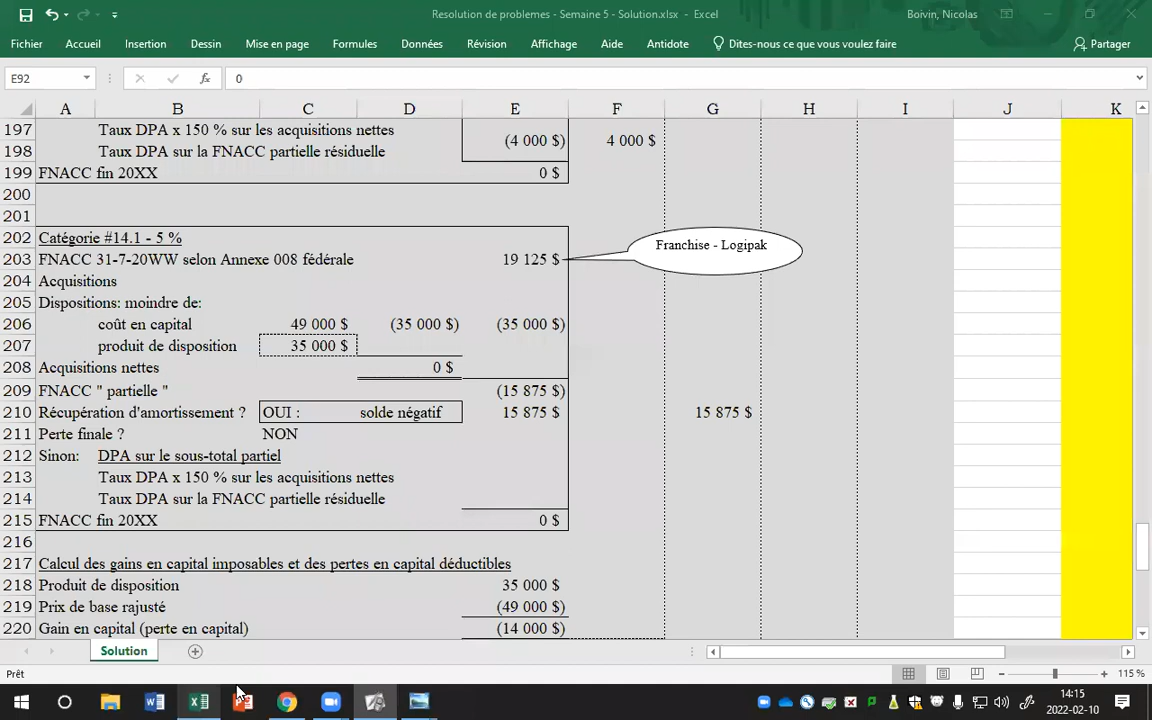 Resolution de problemes - Semaine 5 - Solution.xlsx - Excel
Boivin, Nicolas
Fichier Accueil Insertion Dessin Mise en page Formules Données Révision Affichage Aide Antidote Dites-nous ce que vous voulez faire Partager
E92 fx 0
A B C D E F G H I J K
197 Taux DPA x 150 % sur les acquisitions nettes
(4 000 $) 4 000 $
198 Taux DPA sur la FNACC partielle résiduelle
199 FNACC fin 20XX 0 $
200
201
202 Catégorie #14.1 - 5 %
Franchise - Logipak
203 FNACC 31-7-20WW selon Annexe 008 fédérale 19 125 $
204 Acquisitions
205 Dispositions: moindre de:
206 coût en capital 49 000 $ (35 000 $) (35 000 $)
207 produit de disposition 35 000 $
208 Acquisitions nettes 0 $
209 FNACC " partielle " (15 875 $)
210 Récupération d'amortissement ? OUI : solde négatif 15 875 $ 15 875 $
211 Perte finale ? NON
212 Sinon: DPA sur le sous-total partiel
213 Taux DPA x 150 % sur les acquisitions nettes
214 Taux DPA sur la FNACC partielle résiduelle
215 FNACC fin 20XX 0 $
216
217 Calcul des gains en capital imposables et des pertes en capital déductibles
218 Produit de disposition 35 000 $
219 Prix de base rajusté (49 000 $)
220 Gain en capital (perte en capital) (14 000 $)
Solution
Prêt 115 %
14:15
2022-02-10